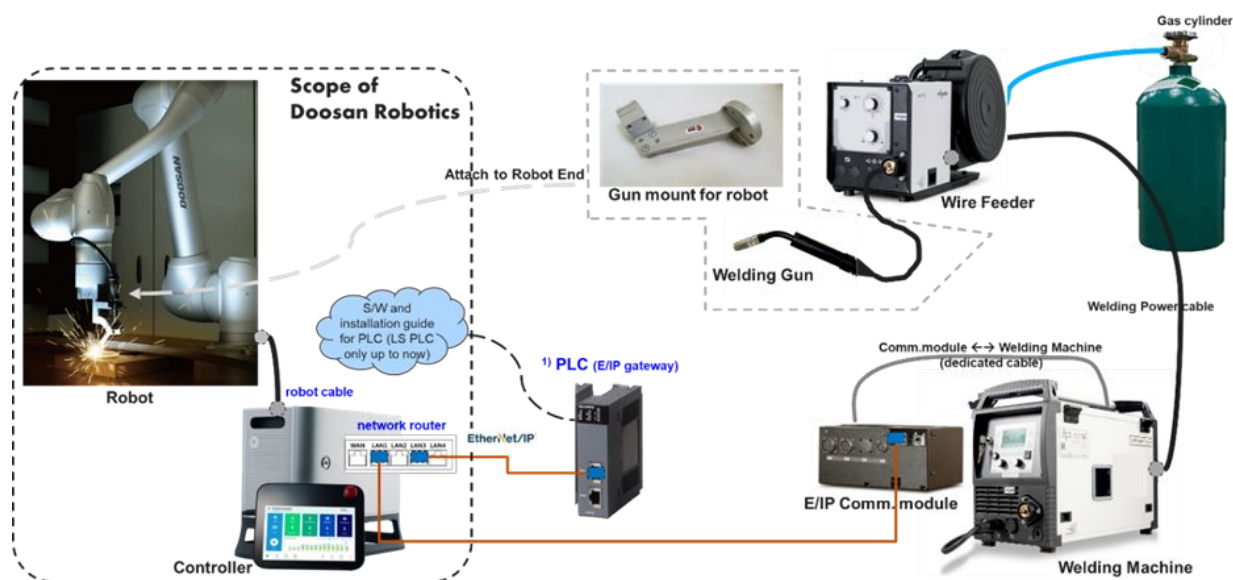 Gas cylinder
Scope of
Doosan Robotics
DOOSAN
Attach to Robot End
Gun mount for robot
Wire Feeder
Welding Gun
Welding Power cable
S/W and
installation guide
for PLC (LS PLC
only up to now)
Comm.module ←→ Welding Machine
(dedicated cable)
1) PLC (E/IP gateway)
Robot
robot cable
network router
WAN LAN1 LAN2 LAN3 LAN4
EtherNet/IP
E/IP Comm. module
Controller
Welding Machine